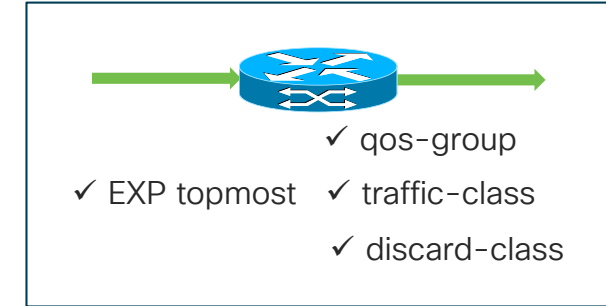 ✓ qos-group
✓ EXP topmost ✓ traffic-class
✓ discard-class